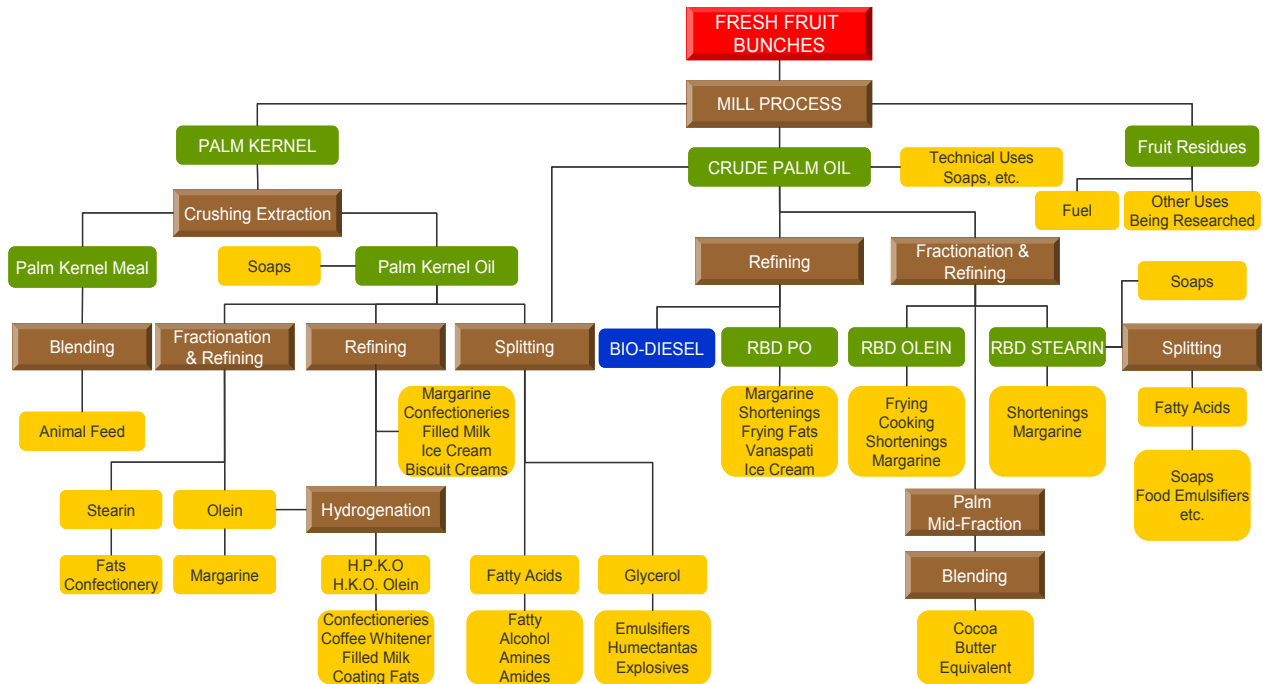 FRESH FRUIT
BUNCHES
MILL PROCESS
PALM KERNEL
CRUDE PALM OIL
Technical Uses
Soaps, etc.
Fruit Residues
Fuel
Other Uses
Being Researched
Crushing Extraction
Palm Kernel Meal
Soaps
Palm Kernel Oil
Refining
Fractionation &
Refining
Soaps
Blending
Fractionation
& Refining
Refining
Splitting
BIO-DIESEL
RBD PO
RBD OLEIN
RBD STEARIN
Splitting
Animal Feed
Margarine
Confectioneries
Filled Milk
Ice Cream
Biscuit Creams
Margarine
Shortenings
Frying Fats
Vanaspati
Ice Cream
Frying
Cooking
Shortenings
Margarine
Shortenings
Margarine
Fatty Acids
Soaps
Food Emulsifiers
etc.
Stearin
Olein
Hydrogenation
Palm
Mid-Fraction
Fats
Confectionery
Margarine
H.P.K.O
H.K.O. Olein
Fatty Acids
Glycerol
Blending
Confectioneries
Coffee Whitener
Filled Milk
Coating Fats
Fatty
Alcohol
Amines
Amides
Emulsifiers
Humectantas
Explosives
Cocoa
Butter
Equivalent